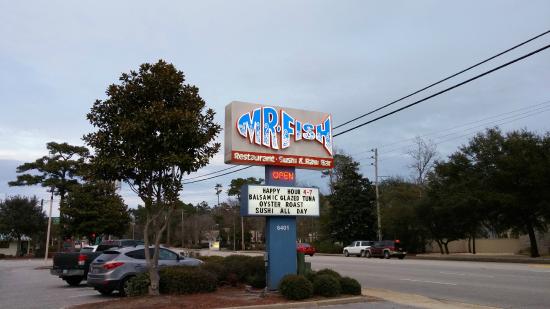 MR. FISH
Restaurant - Sushi & Raw Bar
OPEN
HAPPY HOUR 4-7
BALSAMIC GLAZED TUNA
OYSTER ROAST
SUSHI ALL DAY
6401